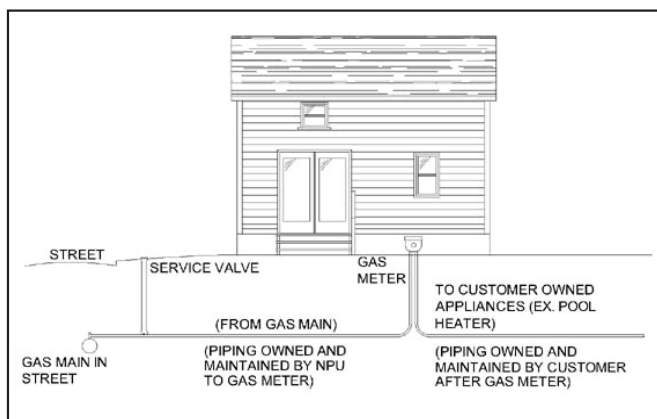 STREET
SERVICE VALVE
GAS
METER
TO CUSTOMER OWNED
APPLIANCES (EX. POOL
HEATER)
(FROM GAS MAIN)
GAS MAIN IN
STREET
(PIPING OWNED AND
MAINTAINED BY NPU
TO GAS METER)
(PIPING OWNED AND
MAINTAINED BY CUSTOMER
AFTER GAS METER)